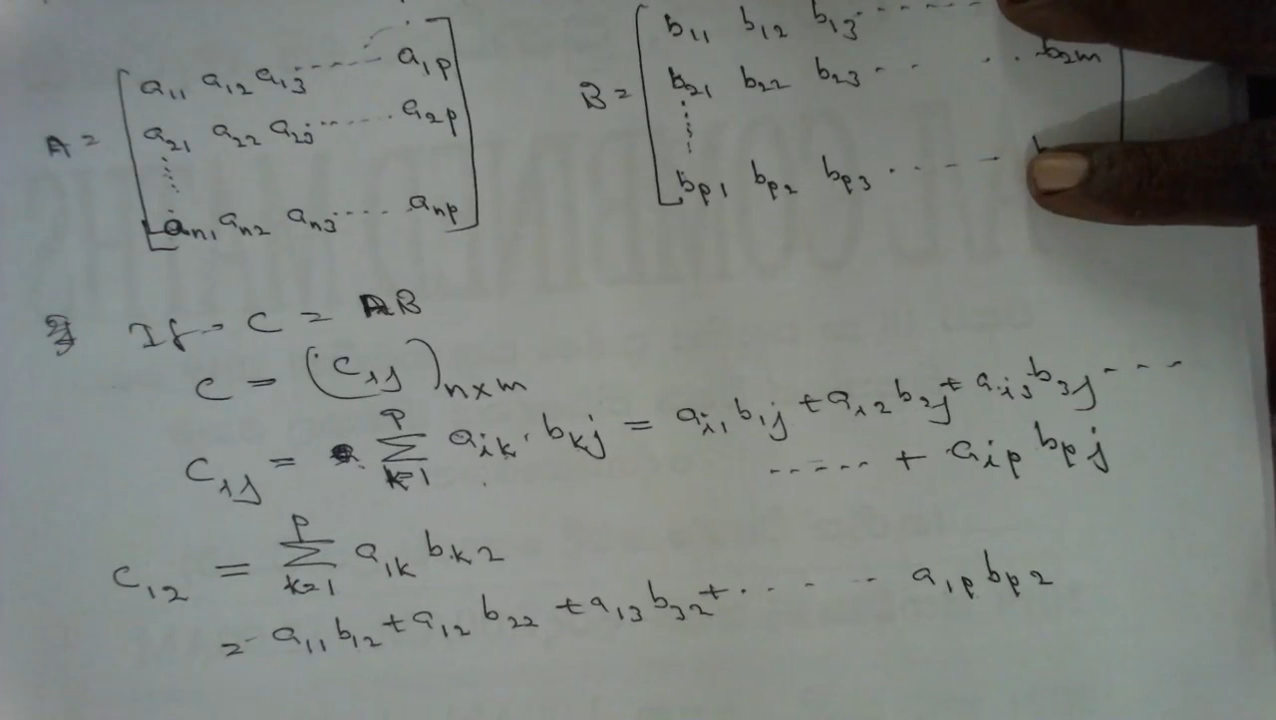 A = [ a₁₁ a₁₂ a₁₃ ------ a₁p ]
[ a₂₁ a₂₂ a₂₃ ...... a₂p ]
⋮
[ aₙ₁ aₙ₂ aₙ₃ ..... aₙp ]
B = [ b₁₁ b₁₂ b₁₃ ------
[ b₂₁ b₂₂ b₂₃ - - . . . b₂m ]
⋮
[ bp₁ bp₂ bp₃ . . - - -
If C = AB
C = (cᵢⱼ)n×m
cᵢⱼ = Σ(k=1 to p) aᵢₖ · bₖⱼ = aᵢ₁ b₁ⱼ + aᵢ₂ b₂ⱼ + aᵢ₃ b₃ⱼ - - -
----- + aᵢp bpⱼ
c₁₂ = Σ(k=1 to p) a₁ₖ bₖ₂
= a₁₁ b₁₂ + a₁₂ b₂₂ + a₁₃ b₃₂ + . . . - - a₁p bp₂